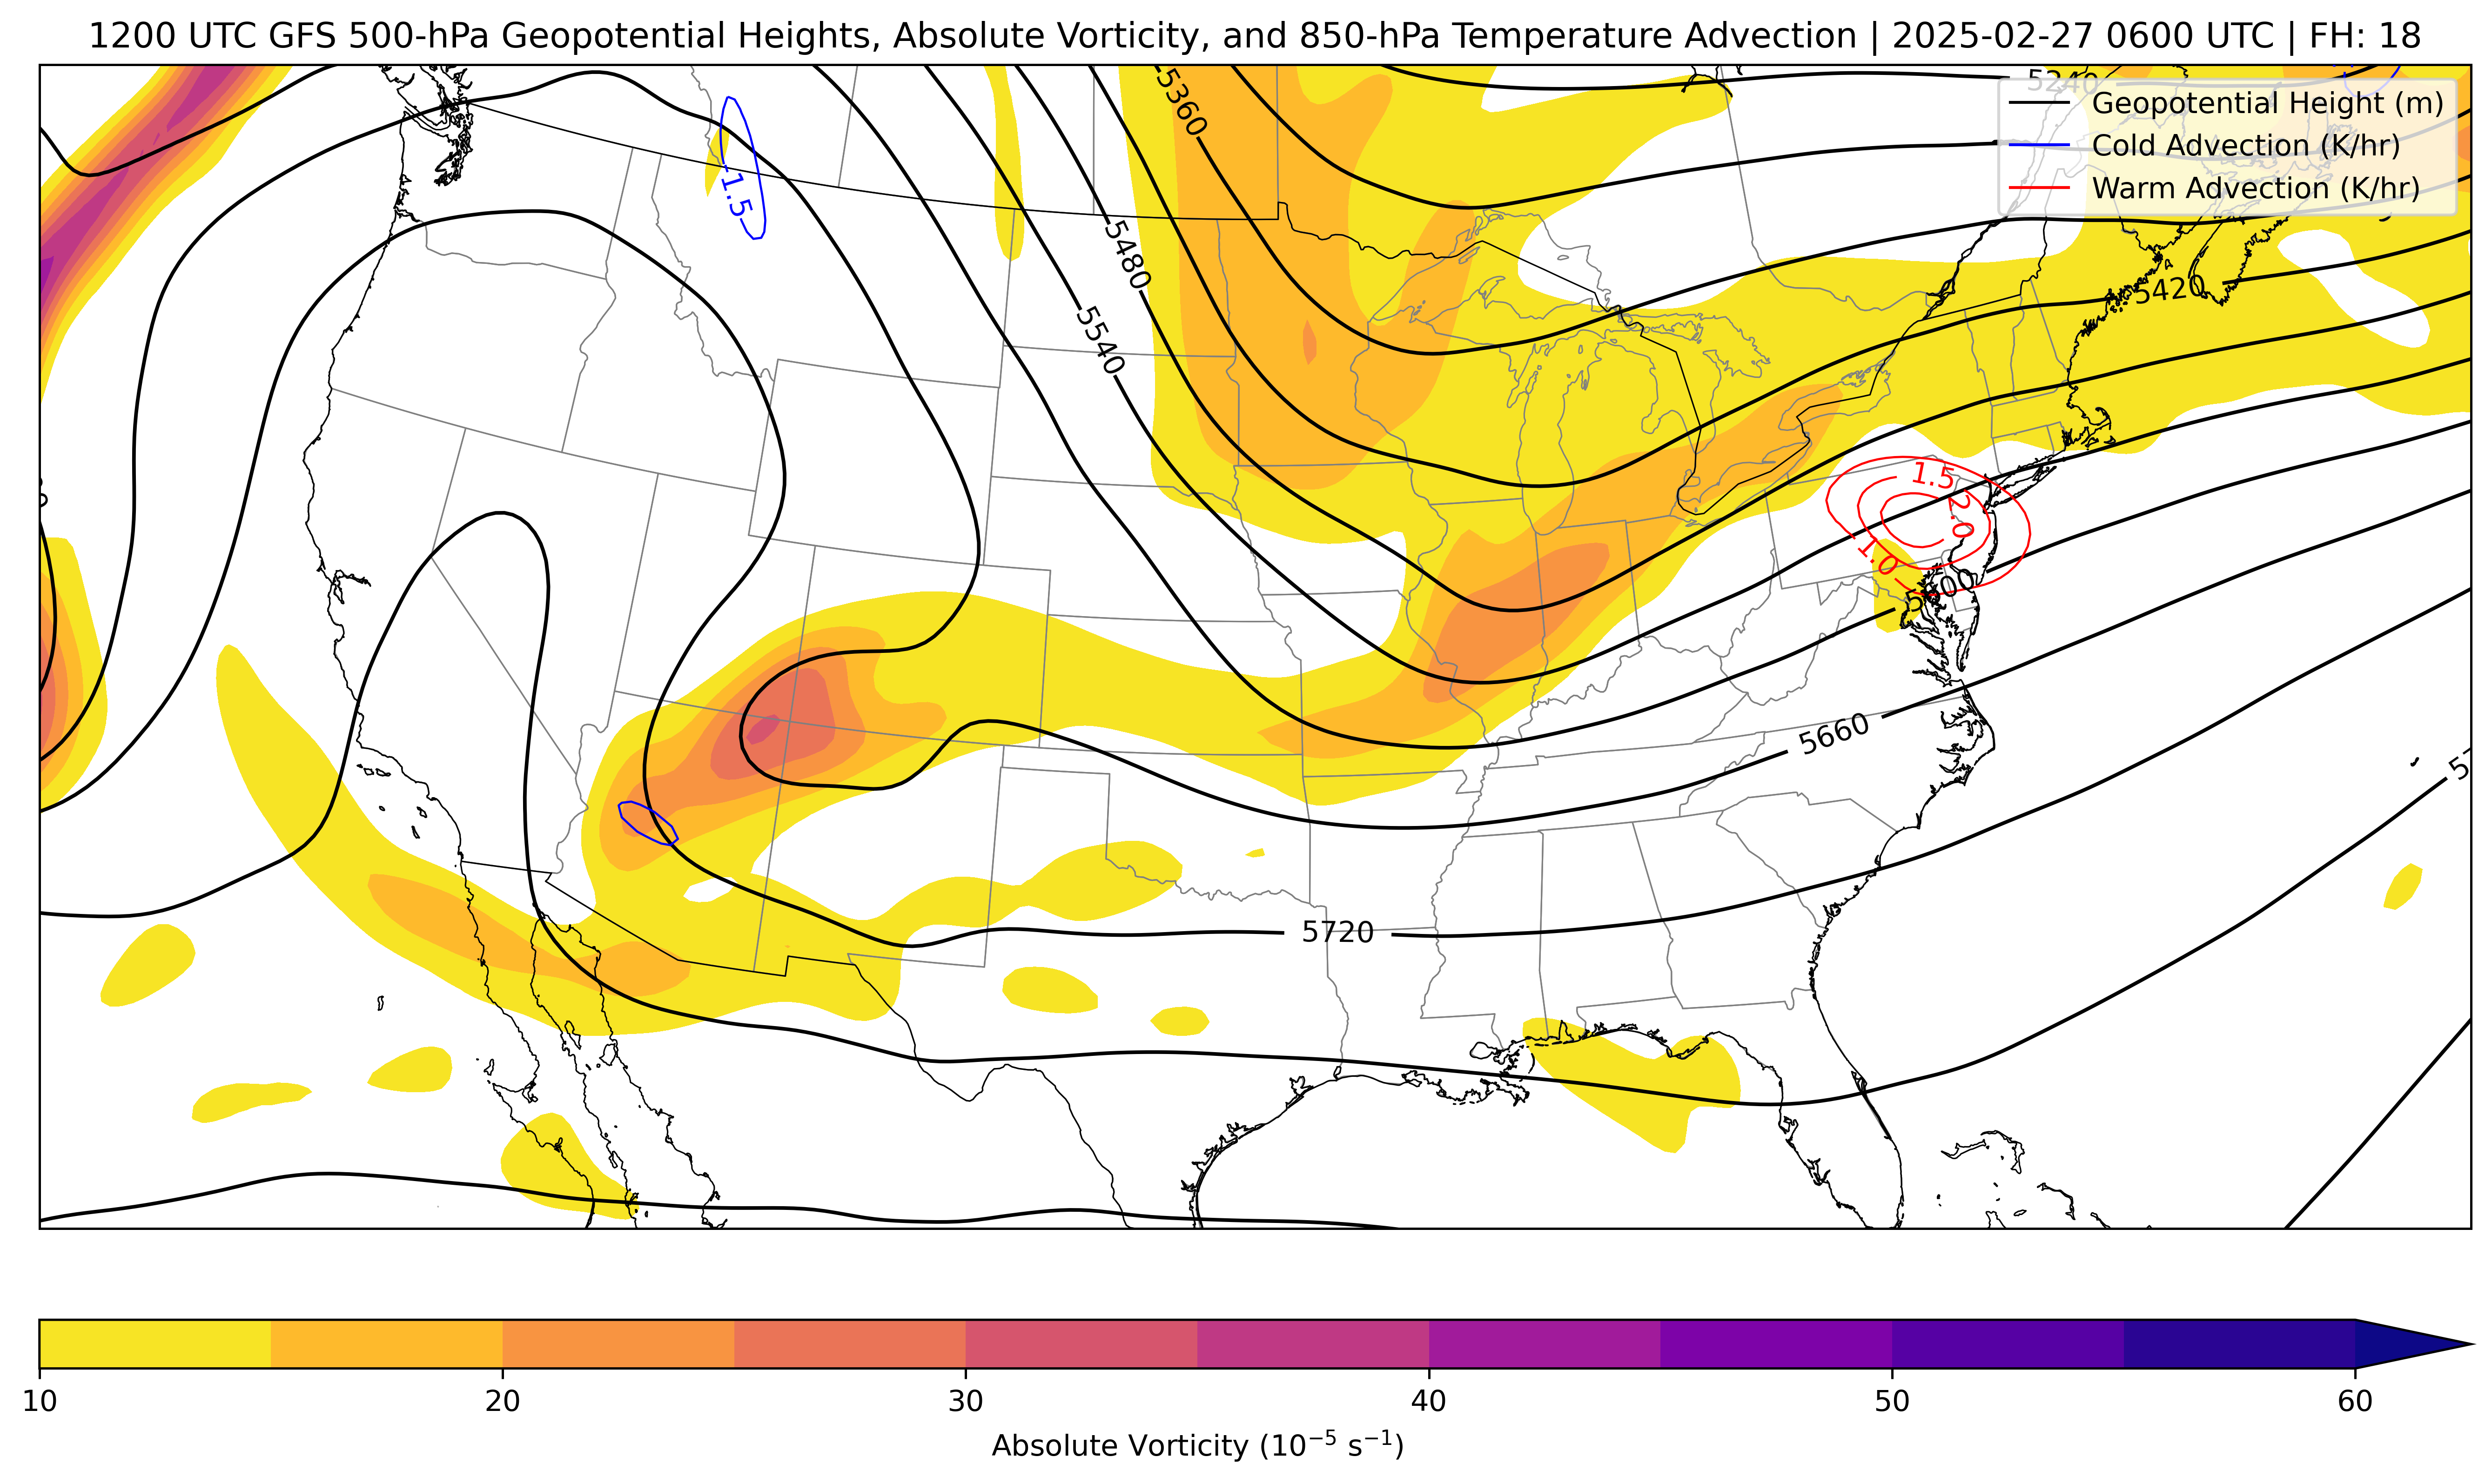 1200 UTC GFS 500-hPa Geopotential Heights, Absolute Vorticity, and 850-hPa Temperature Advection | 2025-02-27 0600 UTC | FH: 18
5240
Geopotential Height (m)
Cold Advection (K/hr)
Warm Advection (K/hr)
5360
-1.5
5480
5420
5540
1.5
2.0
1.0
5660
5720
10 20 30 40 50 60
Absolute Vorticity (10⁻⁵ s⁻¹)